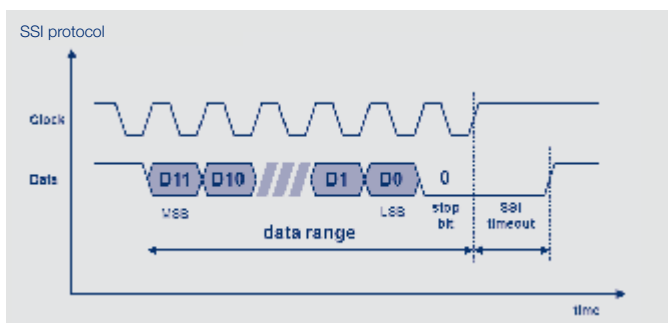 SSI protocol
Clock
Data
D11 D10 D1 D0 0
MSB LSB stop bit SSI timeout
data range
time